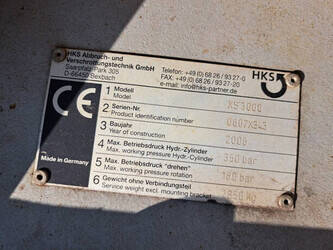 HKS Abbruch- und
Verschrottungstechnik GmbH
Saarpfalz-Park 305
D-66450 Bexbach
Telefon: +49 (0) 68 26 / 93 27-0
Fax: +49 (0) 68 26 / 93 27-20
e-mail: info@hks-partner.de
HKS
CE
Made in Germany
1 Modell
Model
XS 3000
2 Serien-Nr.
Product identification number
3 Baujahr
Year of construction
4 Max. Betriebsdruck Hydr.-Zylinder
Max. working pressure Hydr.-Cylinder
350 bar
5 Max. Betriebsdruck "drehen"
Max. working pressure rotation
160 bar
6 Gewicht ohne Verbindungsteil
Service weight excl. mounting bracket